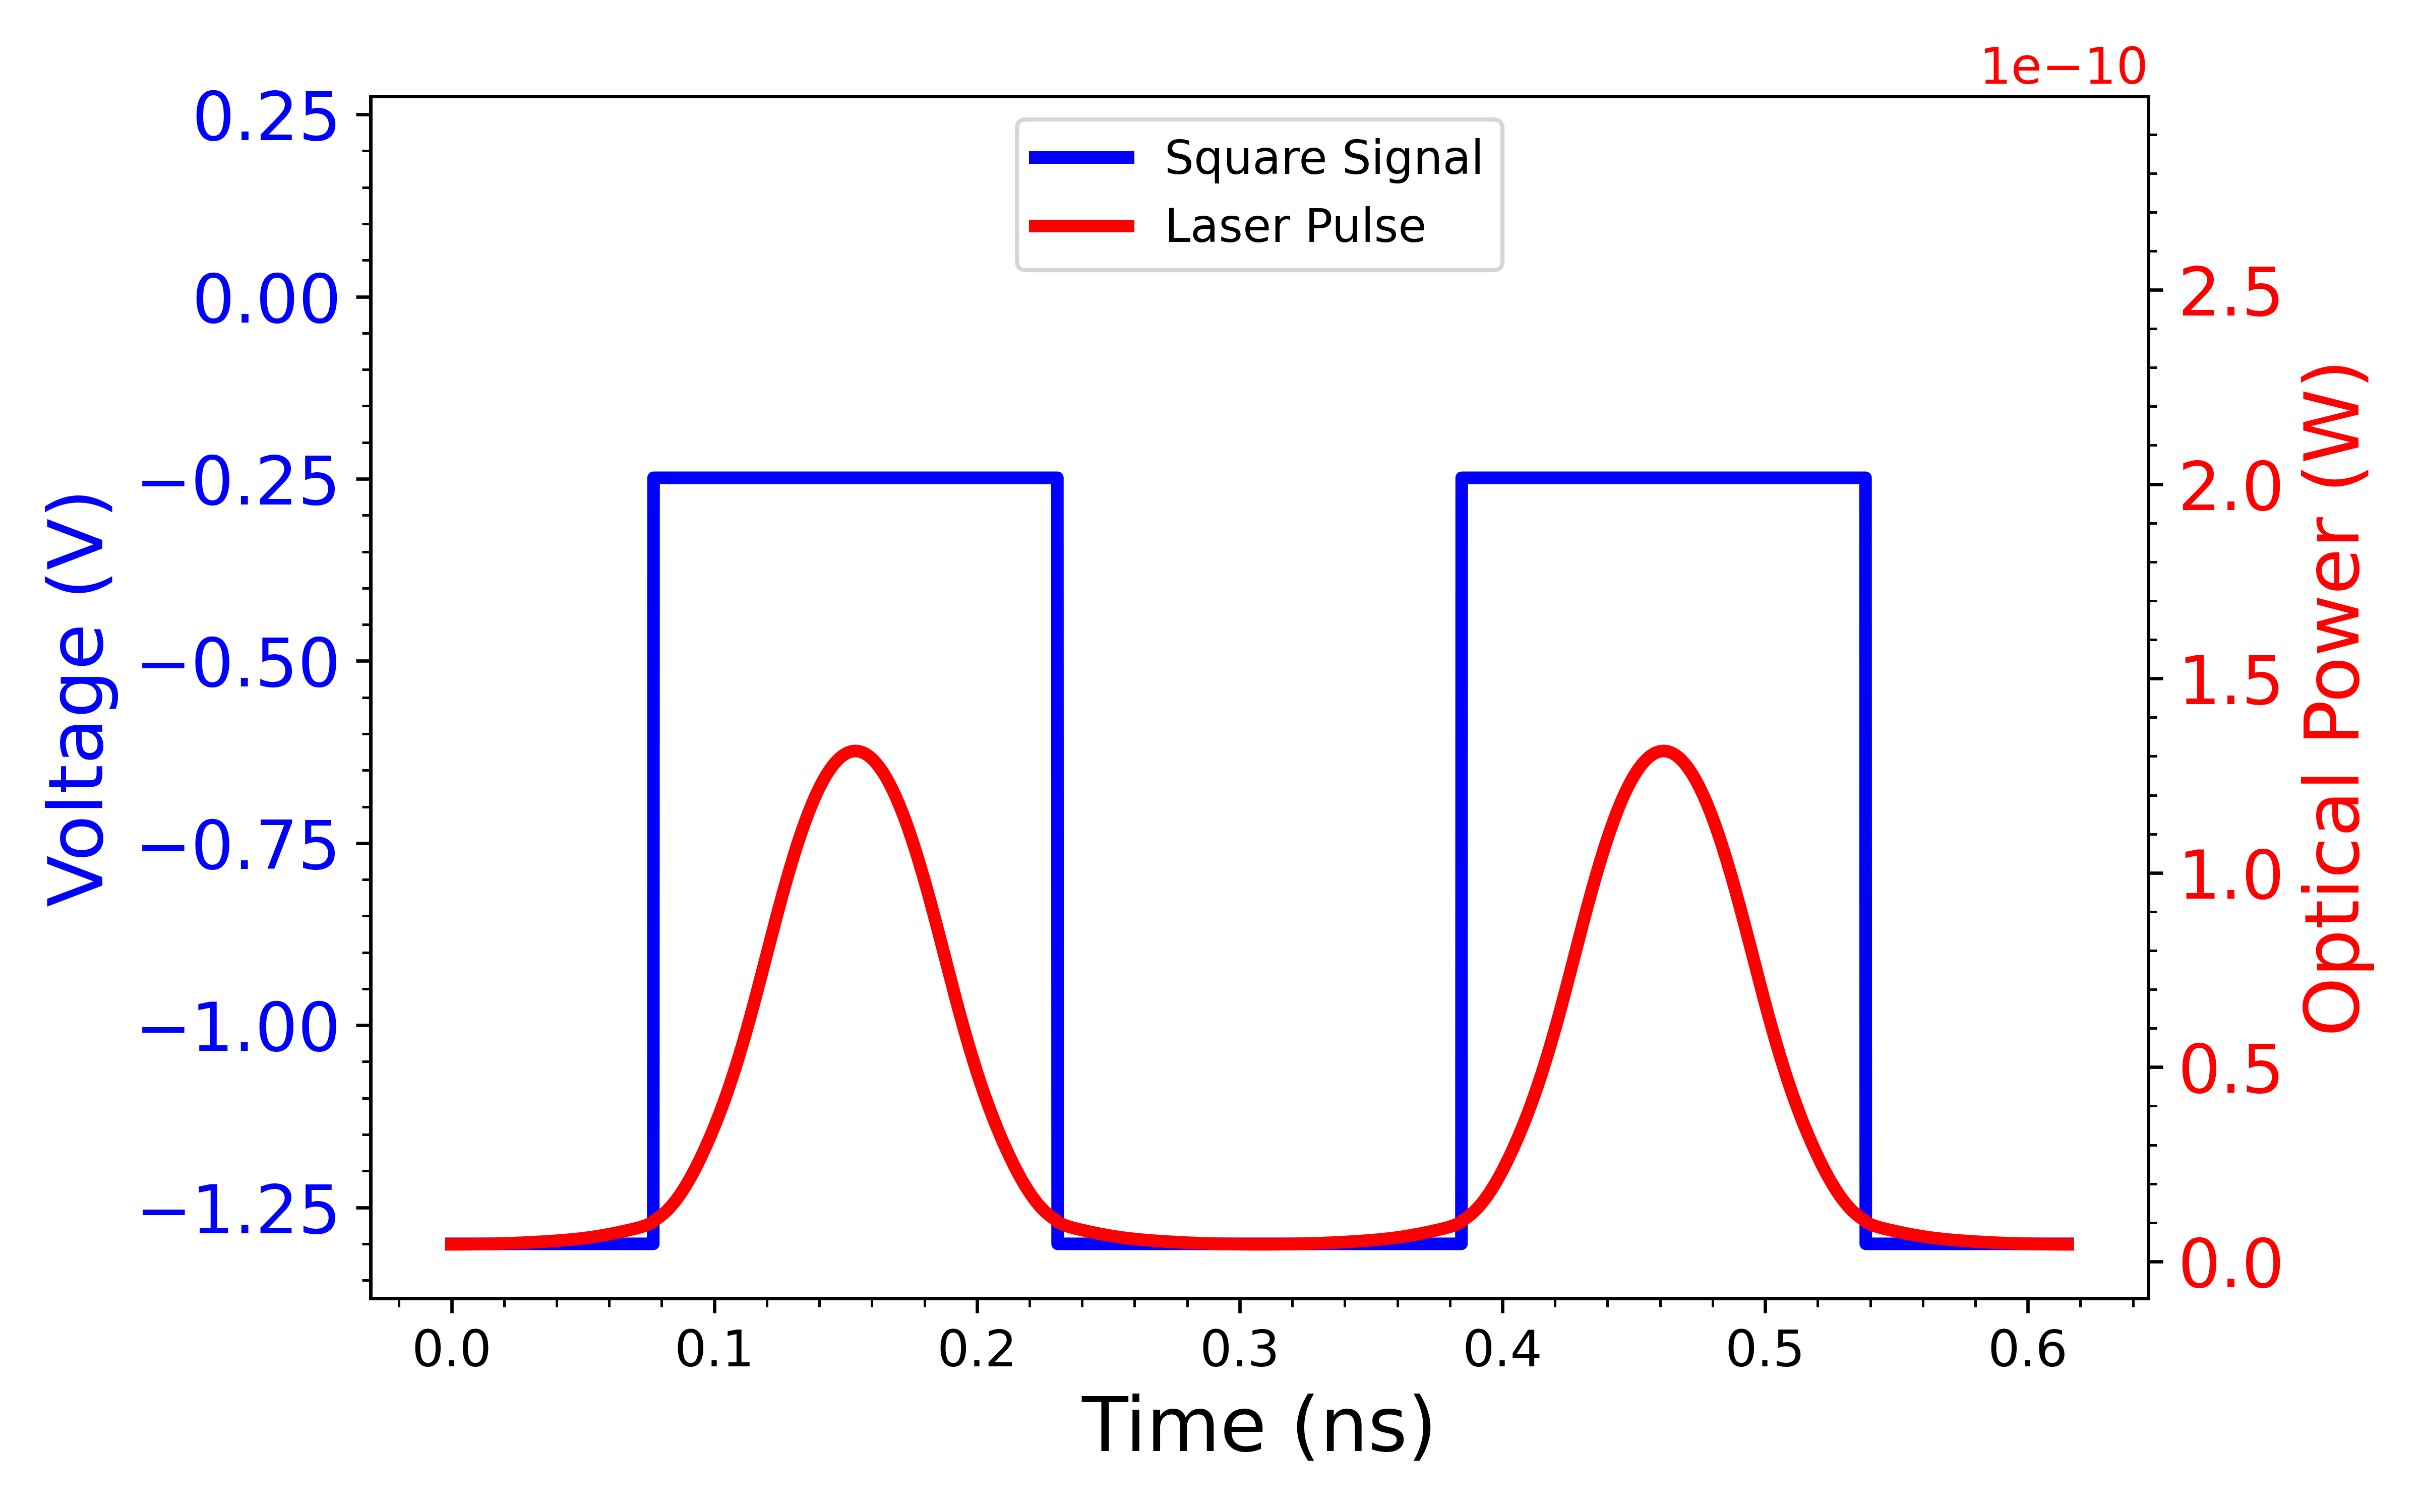 1e−10
0.25
0.00
−0.25
−0.50
−0.75
−1.00
−1.25
Voltage (V)
Square Signal
Laser Pulse
2.5
2.0
1.5
1.0
0.5
0.0
Optical Power (W)
0.0 0.1 0.2 0.3 0.4 0.5 0.6
Time (ns)